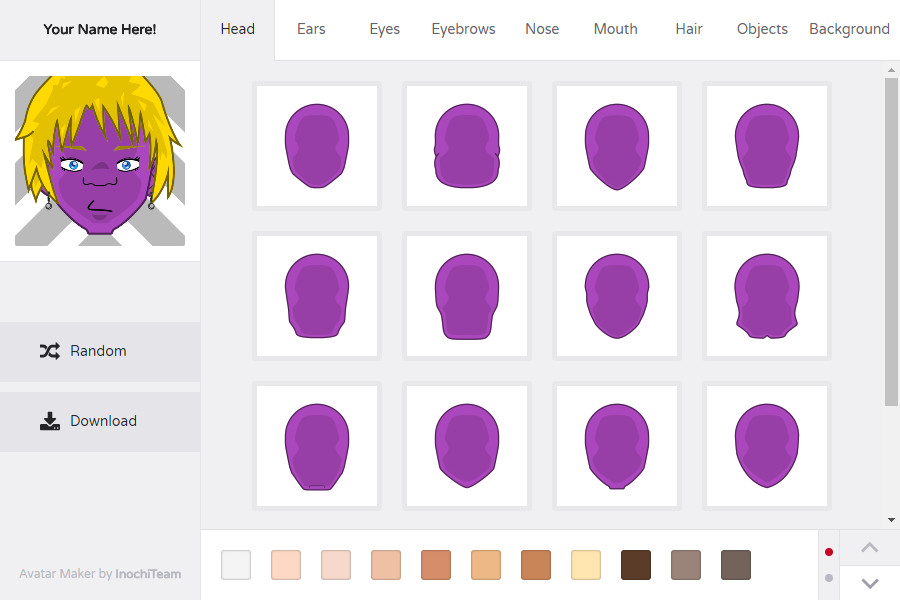 Your Name Here!
Head Ears Eyes Eyebrows Nose Mouth Hair Objects Background
Random
Download
Avatar Maker by InochiTeam